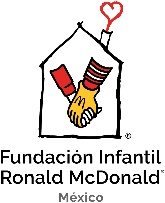 ®
Fundación Infantil
Ronald McDonald®
México